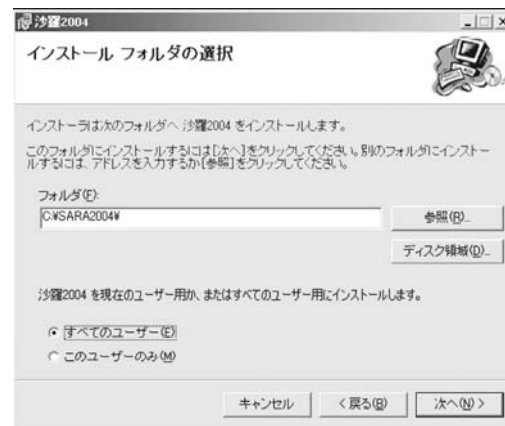 沙羅2004
インストール フォルダの選択
インストーラは次のフォルダへ 沙羅2004 をインストールします。
このフォルダにインストールするには[次へ]をクリックしてください。別のフォルダにインストー
ルするには、アドレスを入力するか[参照]をクリックしてください。
フォルダ(F):
C:¥SARA2004¥
参照(R)...
ディスク領域(D)...
沙羅2004 を現在のユーザー用か、またはすべてのユーザー用にインストールします。
すべてのユーザー(E)
このユーザーのみ(M)
キャンセル
< 戻る(B)
次へ(N) >